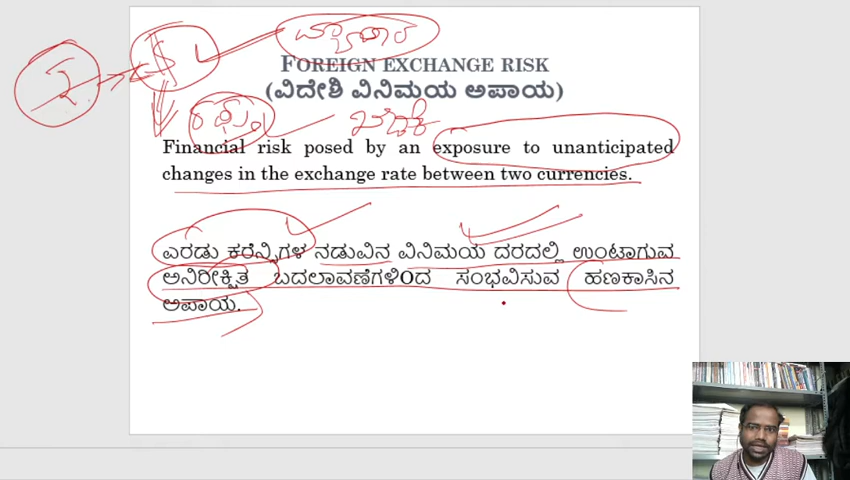 $
FOREIGN EXCHANGE RISK
(ವಿದೇಶಿ ವಿನಿಮಯ ಅಪಾಯ)
Financial risk posed by an exposure to unanticipated
changes in the exchange rate between two currencies.
ಎರಡು ಕರೆನ್ಸಿಗಳ ನಡುವಿನ ವಿನಿಮಯ ದರದಲ್ಲಿ ಉಂಟಾಗುವ
ಅನಿರೀಕ್ಷಿತ ಬದಲಾವಣೆಗಳಿ0ದ ಸಂಭವಿಸುವ ಹಣಕಾಸಿನ
ಅಪಾಯ.